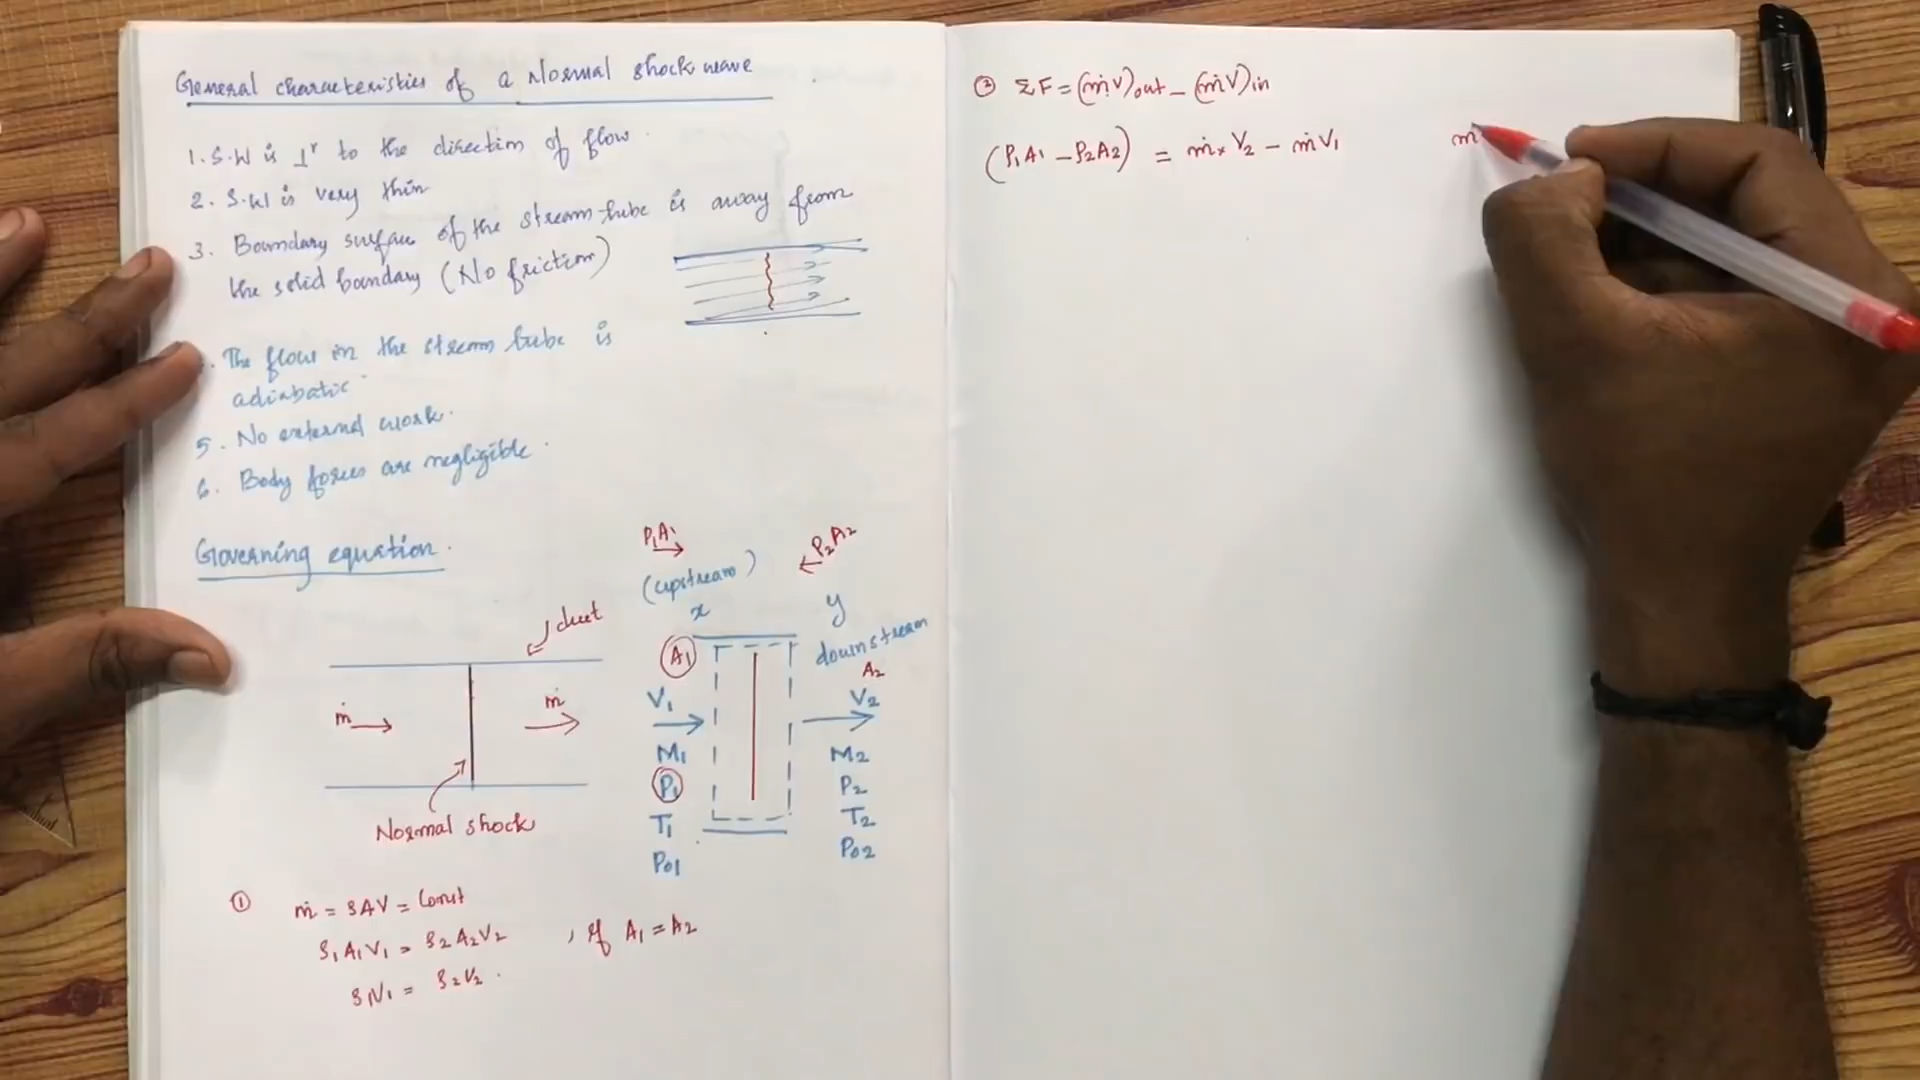 General characteristics of a Normal shock wave
1. S.W is ⊥r to the direction of flow.
2. S.W is very thin
3. Boundary surface of the stream tube is away from
the solid boundary (No friction)
. The flow in the stream tube is
adiabatic
5. No external work.
6. Body forces are negligible.
Governing equation.
duct
ṁ
ṁ
Normal shock
P1A1
P2A2
(upstream)
x
y
downstream
A1
A2
V1
V2
M1
M2
P1
P2
T1
T2
P01
P02
① ṁ = ρAV = Const
ρ1A1V1 = ρ2A2V2 , if A1 = A2
ρ1V1 = ρ2V2.
② ΣF = (ṁV)out - (ṁV)in
(P1A1 - P2A2) = ṁ × V2 - ṁV1
m